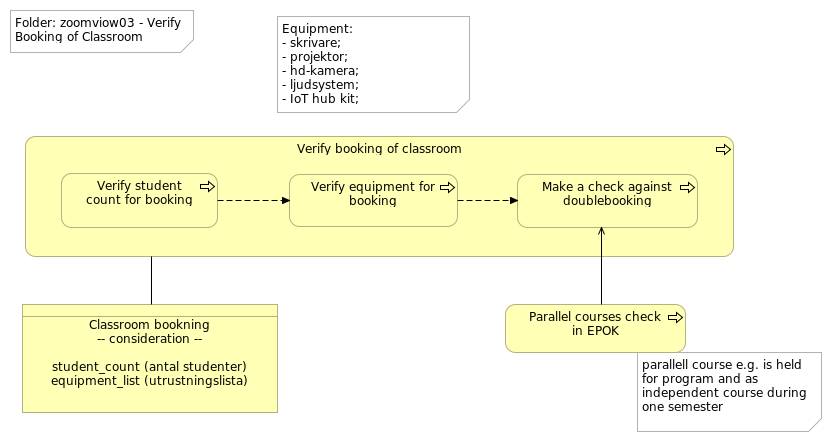 Folder: zoomviow03 - Verify
Booking of Classroom
Equipment:
- skrivare;
- projektor;
- hd-kamera;
- ljudsystem;
- IoT hub kit;
Verify booking of classroom
Verify student
count for booking
Verify equipment for
booking
Make a check against
doublebooking
Classroom bookning
-- consideration --
student_count (antal studenter)
equipment_list (utrustningslista)
Parallel courses check
in EPOK
parallell course e.g. is held
for program and as
independent course during
one semester